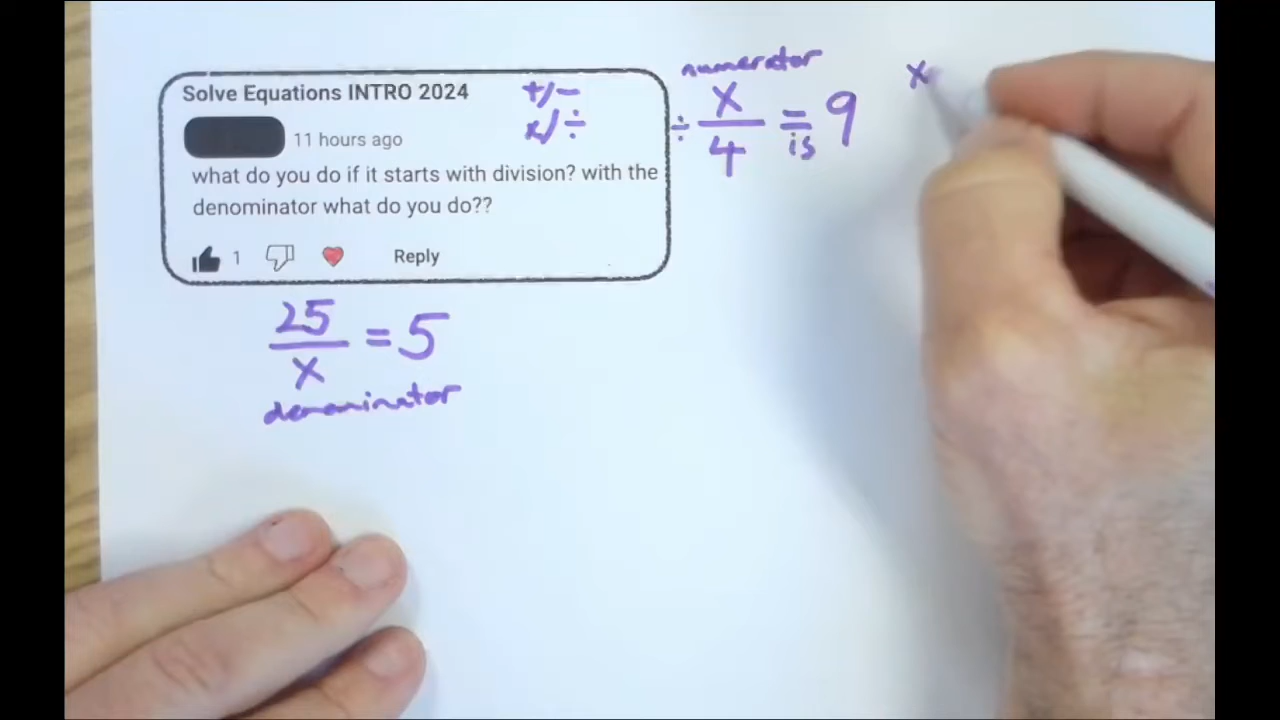 Solve Equations INTRO 2024
+/-
x/÷
11 hours ago
what do you do if it starts with division? with the
denominator what do you do??
1
Reply
numerator
÷ x/4 = 9
is
x
25/x = 5
denominator